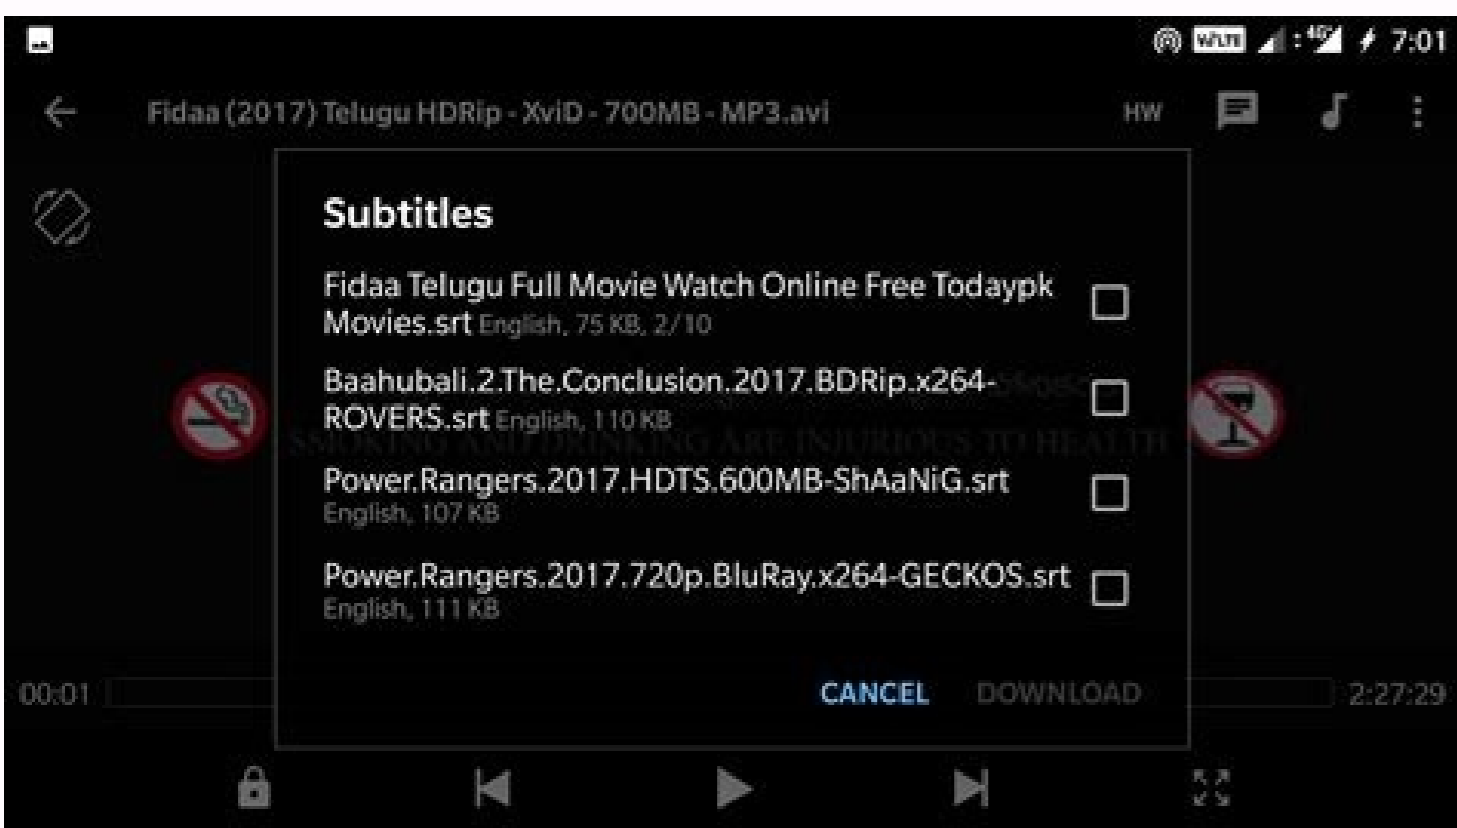 VoLTE 4G 7:01
Fidaa (2017) Telugu HDRip - XviD - 700MB - MP3.avi HW
Subtitles
Fidaa Telugu Full Movie Watch Online Free Todaypk
Movies.srt English, 75 KB, 2/10
Baahubali.2.The.Conclusion.2017.BDRip.x264-
ROVERS.srt English, 110 KB
SMOKING AND DRINKING ARE INJURIOUS TO HEALTH
Power.Rangers.2017.HDTS.600MB-ShAaNiG.srt
English, 107 KB
Power.Rangers.2017.720p.BluRay.x264-GECKOS.srt
English, 111 KB
CANCEL DOWNLOAD
00:01 2:27:29